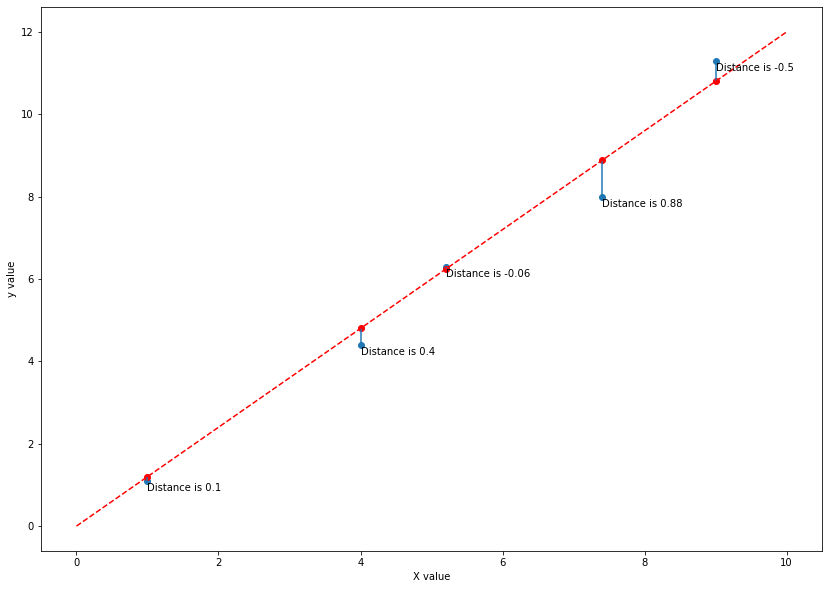 12
10
8
6
4
2
0
y value
Distance is -0.5
Distance is 0.88
Distance is -0.06
Distance is 0.4
Distance is 0.1
0 2 4 6 8 10
X value